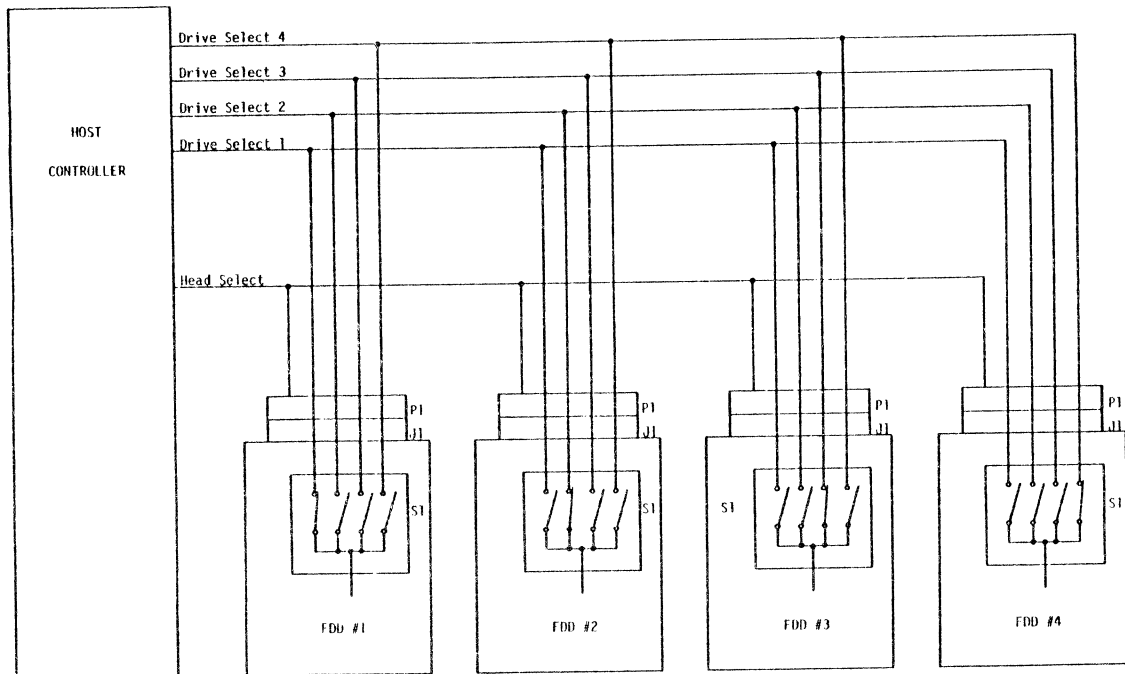 Drive Select 4
Drive Select 3
Drive Select 2
Drive Select 1
HOST
CONTROLLER
Head Select
P1
J1
P1
J1
P1
J1
P1
J1
S1
S1
S1
S1
FDD #1
FDD #2
FDD #3
FDD #4